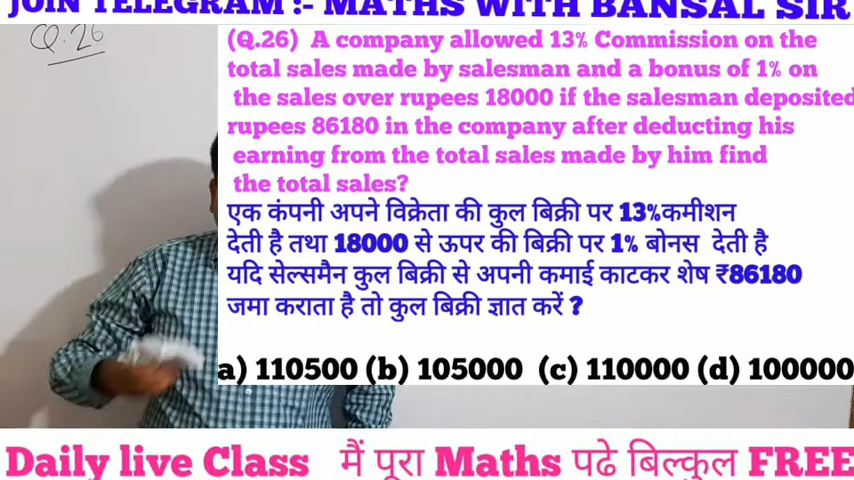 JOIN TELEGRAM :- MATHS WITH BANSAL SIR
Q.26
(Q.26) A company allowed 13% Commission on the
total sales made by salesman and a bonus of 1% on
the sales over rupees 18000 if the salesman deposited
rupees 86180 in the company after deducting his
earning from the total sales made by him find
the total sales?
एक कंपनी अपने विक्रेता की कुल बिक्री पर 13%कमीशन
देती है तथा 18000 से ऊपर की बिक्री पर 1% बोनस देती है
यदि सेल्समैन कुल बिक्री से अपनी कमाई काटकर शेष ₹86180
जमा कराता है तो कुल बिक्री ज्ञात करें ?
a) 110500 (b) 105000 (c) 110000 (d) 100000
Daily live Class मैं पूरा Maths पढे बिल्कुल FREE